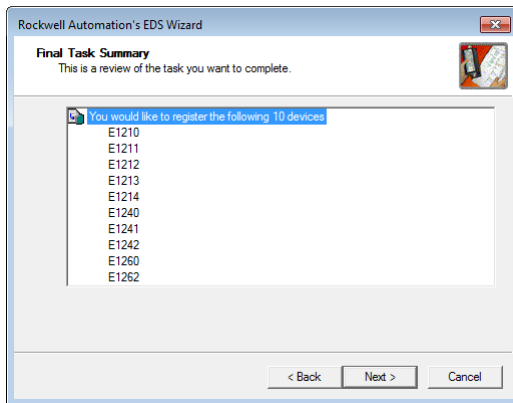 Rockwell Automation's EDS Wizard
Final Task Summary
This is a review of the task you want to complete.
You would like to register the following 10 devices
E1210
E1211
E1212
E1213
E1214
E1240
E1241
E1242
E1260
E1262
< Back Next > Cancel